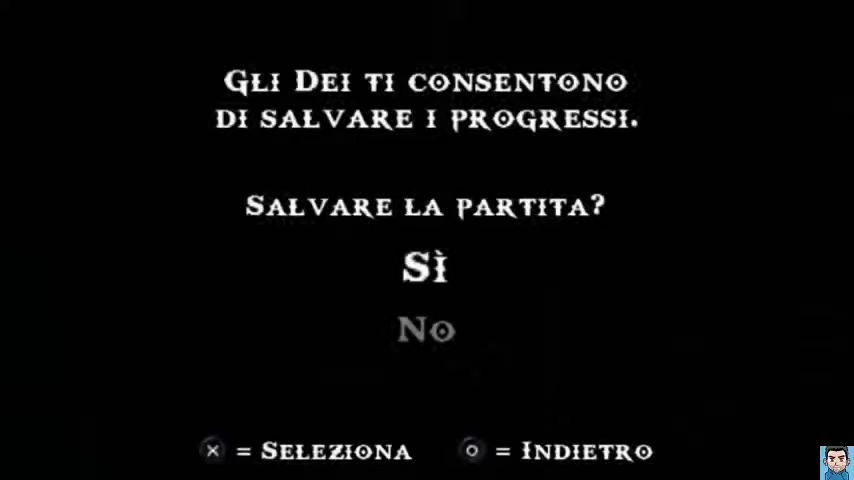 Gli Dei ti consentono
di salvare i progressi.
Salvare la partita?
Sì
No
X = Seleziona O = Indietro